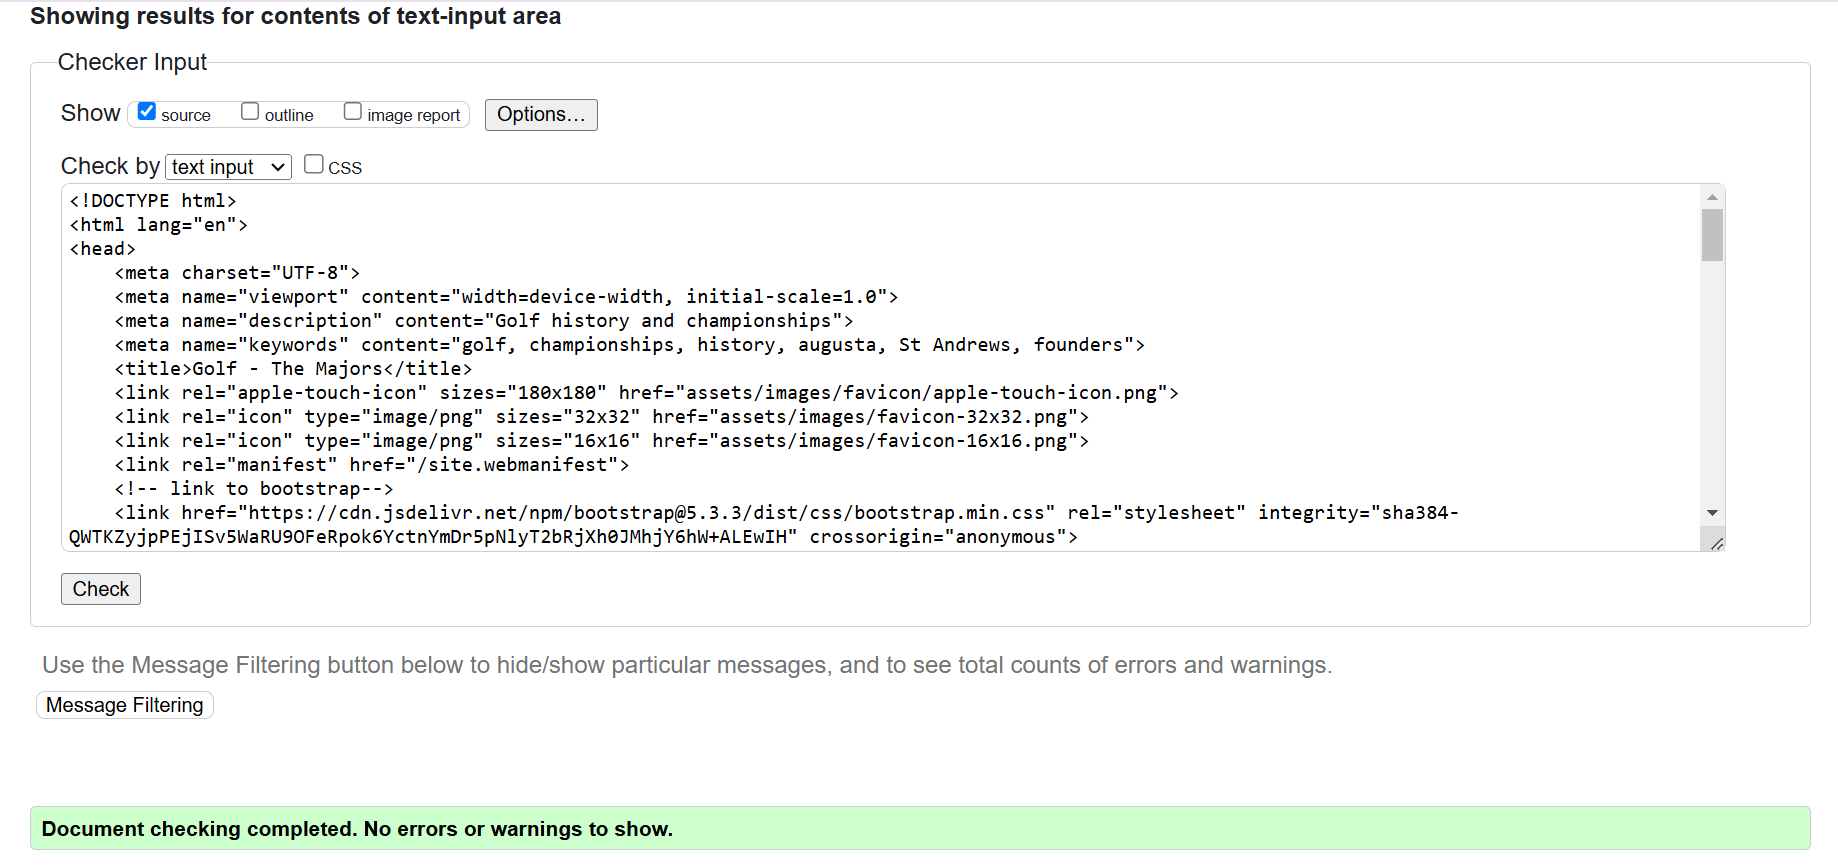 Showing results for contents of text-input area
Checker Input
Show source outline image report Options...
Check by text input CSS
<!DOCTYPE html>
<html lang="en">
<head>
    <meta charset="UTF-8">
    <meta name="viewport" content="width=device-width, initial-scale=1.0">
    <meta name="description" content="Golf history and championships">
    <meta name="keywords" content="golf, championships, history, augusta, St Andrews, founders">
    <title>Golf - The Majors</title>
    <link rel="apple-touch-icon" sizes="180x180" href="assets/images/favicon/apple-touch-icon.png">
    <link rel="icon" type="image/png" sizes="32x32" href="assets/images/favicon-32x32.png">
    <link rel="icon" type="image/png" sizes="16x16" href="assets/images/favicon-16x16.png">
    <link rel="manifest" href="/site.webmanifest">
    <!-- link to bootstrap-->
    <link href="https://cdn.jsdelivr.net/npm/bootstrap@5.3.3/dist/css/bootstrap.min.css" rel="stylesheet" integrity="sha384-
QWTKZyjpPEjISv5WaRU9OFeRpok6YctnYmDr5pNlyT2bRjXh0JMhjY6hW+ALEwIH" crossorigin="anonymous">
Check
Use the Message Filtering button below to hide/show particular messages, and to see total counts of errors and warnings.
Message Filtering
Document checking completed. No errors or warnings to show.